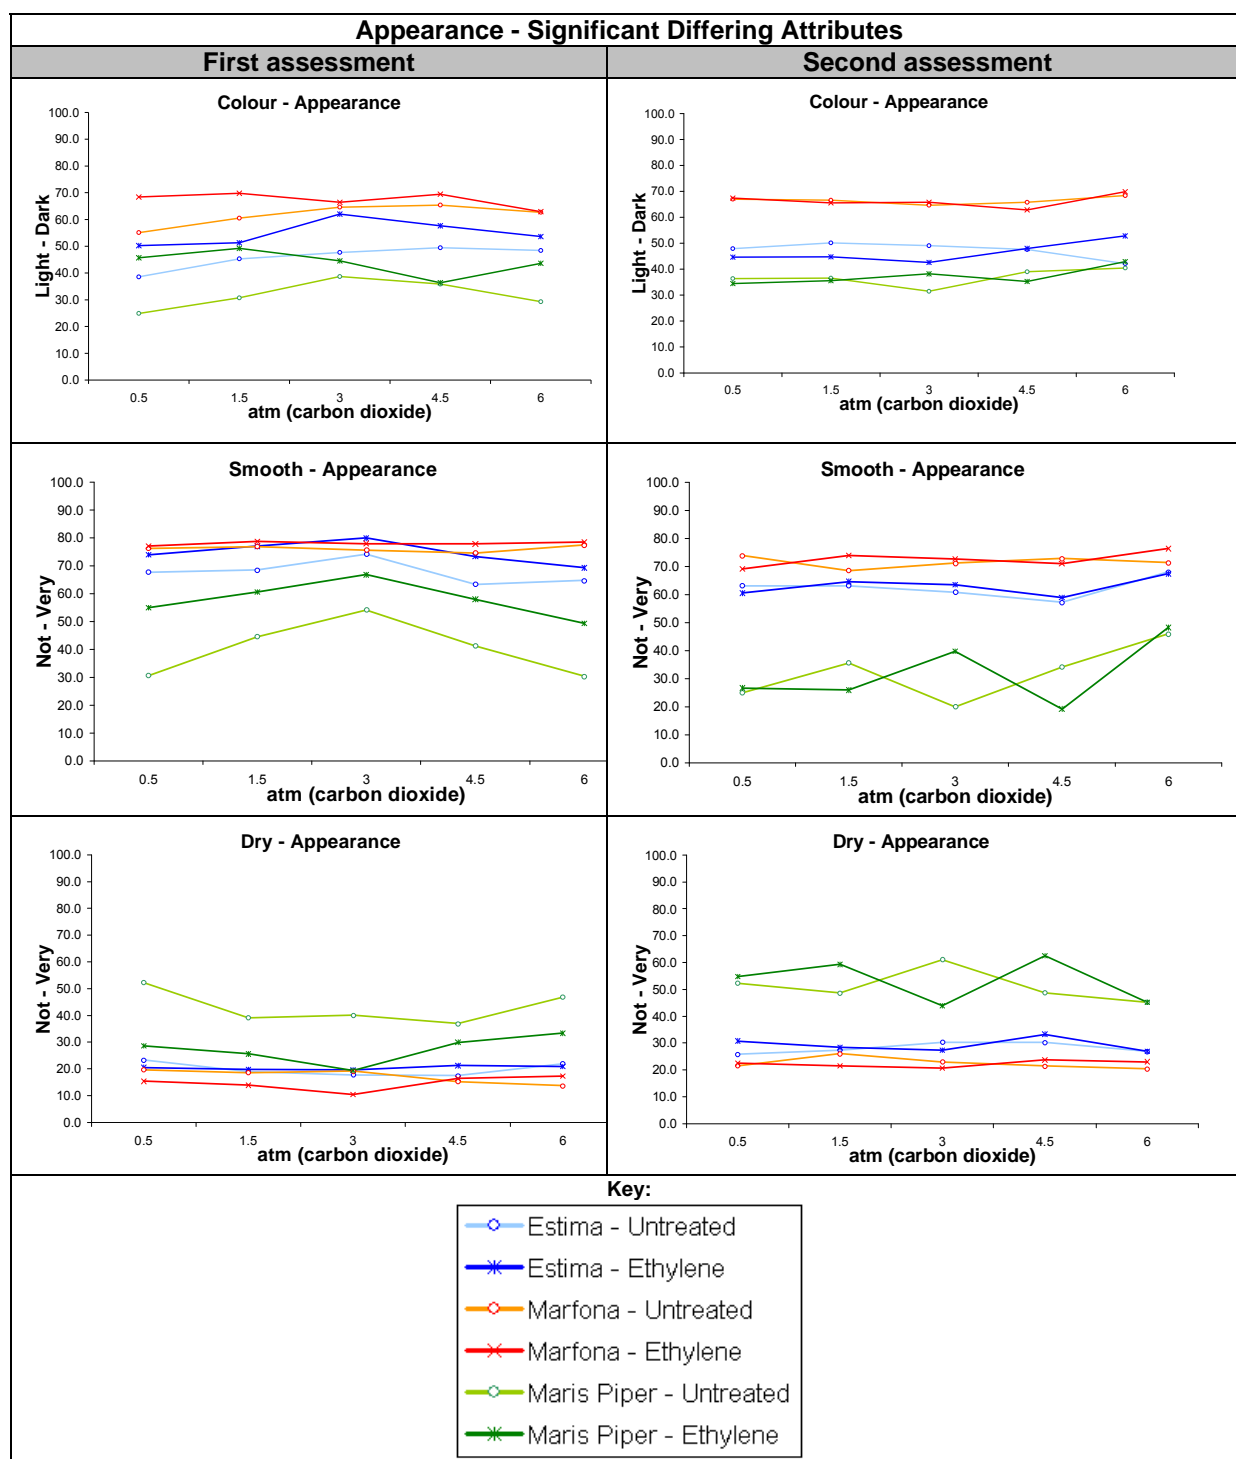 Appearance - Significant Differing Attributes
First assessment
Second assessment
Colour - Appearance
100.0
90.0
80.0
70.0
60.0
50.0
40.0
30.0
20.0
10.0
0.0
Light - Dark
0.5 1.5 3 4.5 6
atm (carbon dioxide)
Colour - Appearance
100.0
90.0
80.0
70.0
60.0
50.0
40.0
30.0
20.0
10.0
0.0
Light - Dark
0.5 1.5 3 4.5 6
atm (carbon dioxide)
Smooth - Appearance
100.0
90.0
80.0
70.0
60.0
50.0
40.0
30.0
20.0
10.0
0.0
Not - Very
0.5 1.5 3 4.5 6
atm (carbon dioxide)
Smooth - Appearance
100.0
90.0
80.0
70.0
60.0
50.0
40.0
30.0
20.0
10.0
0.0
Not - Very
0.5 1.5 3 4.5 6
atm (carbon dioxide)
Dry - Appearance
100.0
90.0
80.0
70.0
60.0
50.0
40.0
30.0
20.0
10.0
0.0
Not - Very
0.5 1.5 3 4.5 6
atm (carbon dioxide)
Dry - Appearance
100.0
90.0
80.0
70.0
60.0
50.0
40.0
30.0
20.0
10.0
0.0
Not - Very
0.5 1.5 3 4.5 6
atm (carbon dioxide)
Key:
Estima - Untreated
Estima - Ethylene
Marfona - Untreated
Marfona - Ethylene
Maris Piper - Untreated
Maris Piper - Ethylene